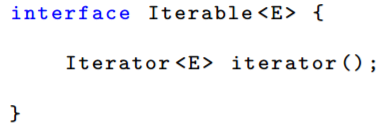 interface Iterable<E> {
Iterator<E> iterator();
}